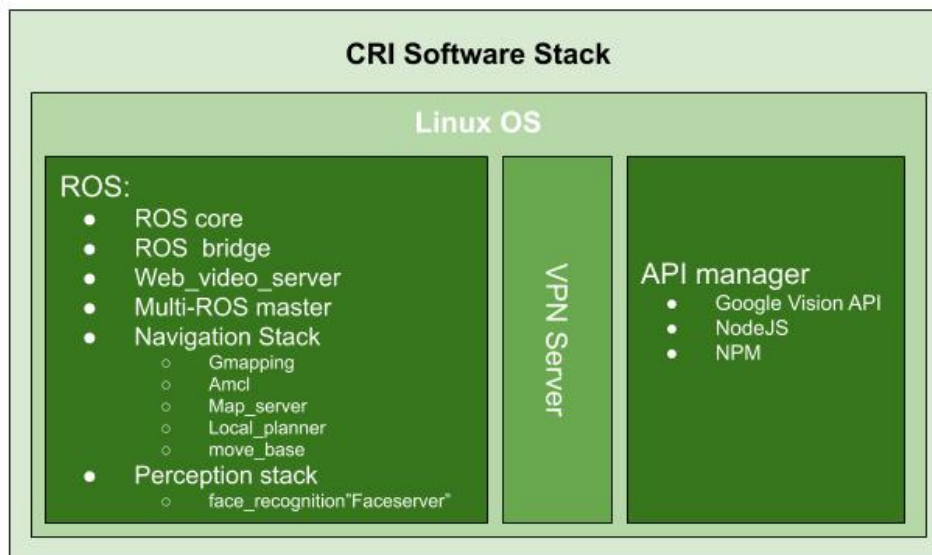 CRI Software Stack
Linux OS
ROS:
● ROS core
● ROS bridge
● Web_video_server
● Multi-ROS master
● Navigation Stack
○ Gmapping
○ Amcl
○ Map_server
○ Local_planner
○ move_base
● Perception stack
○ face_recognition"Faceserver"
VPN Server
API manager
● Google Vision API
● NodeJS
● NPM